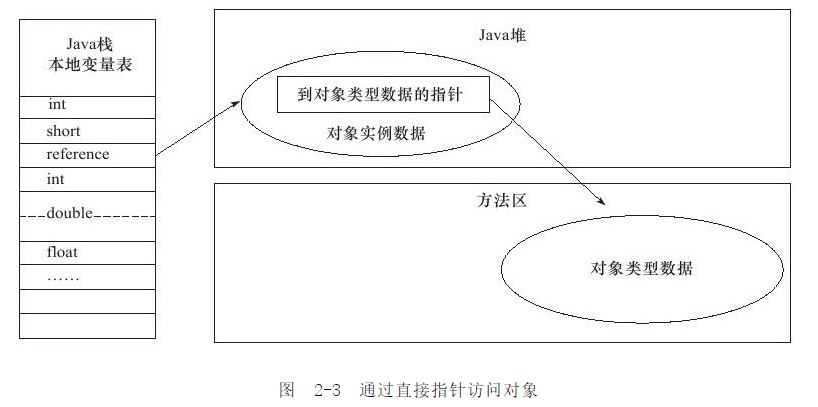 Java栈
本地变量表
int
short
reference
int
double
float
……
Java堆
到对象类型数据的指针
对象实例数据
方法区
对象类型数据
图 2-3 通过直接指针访问对象